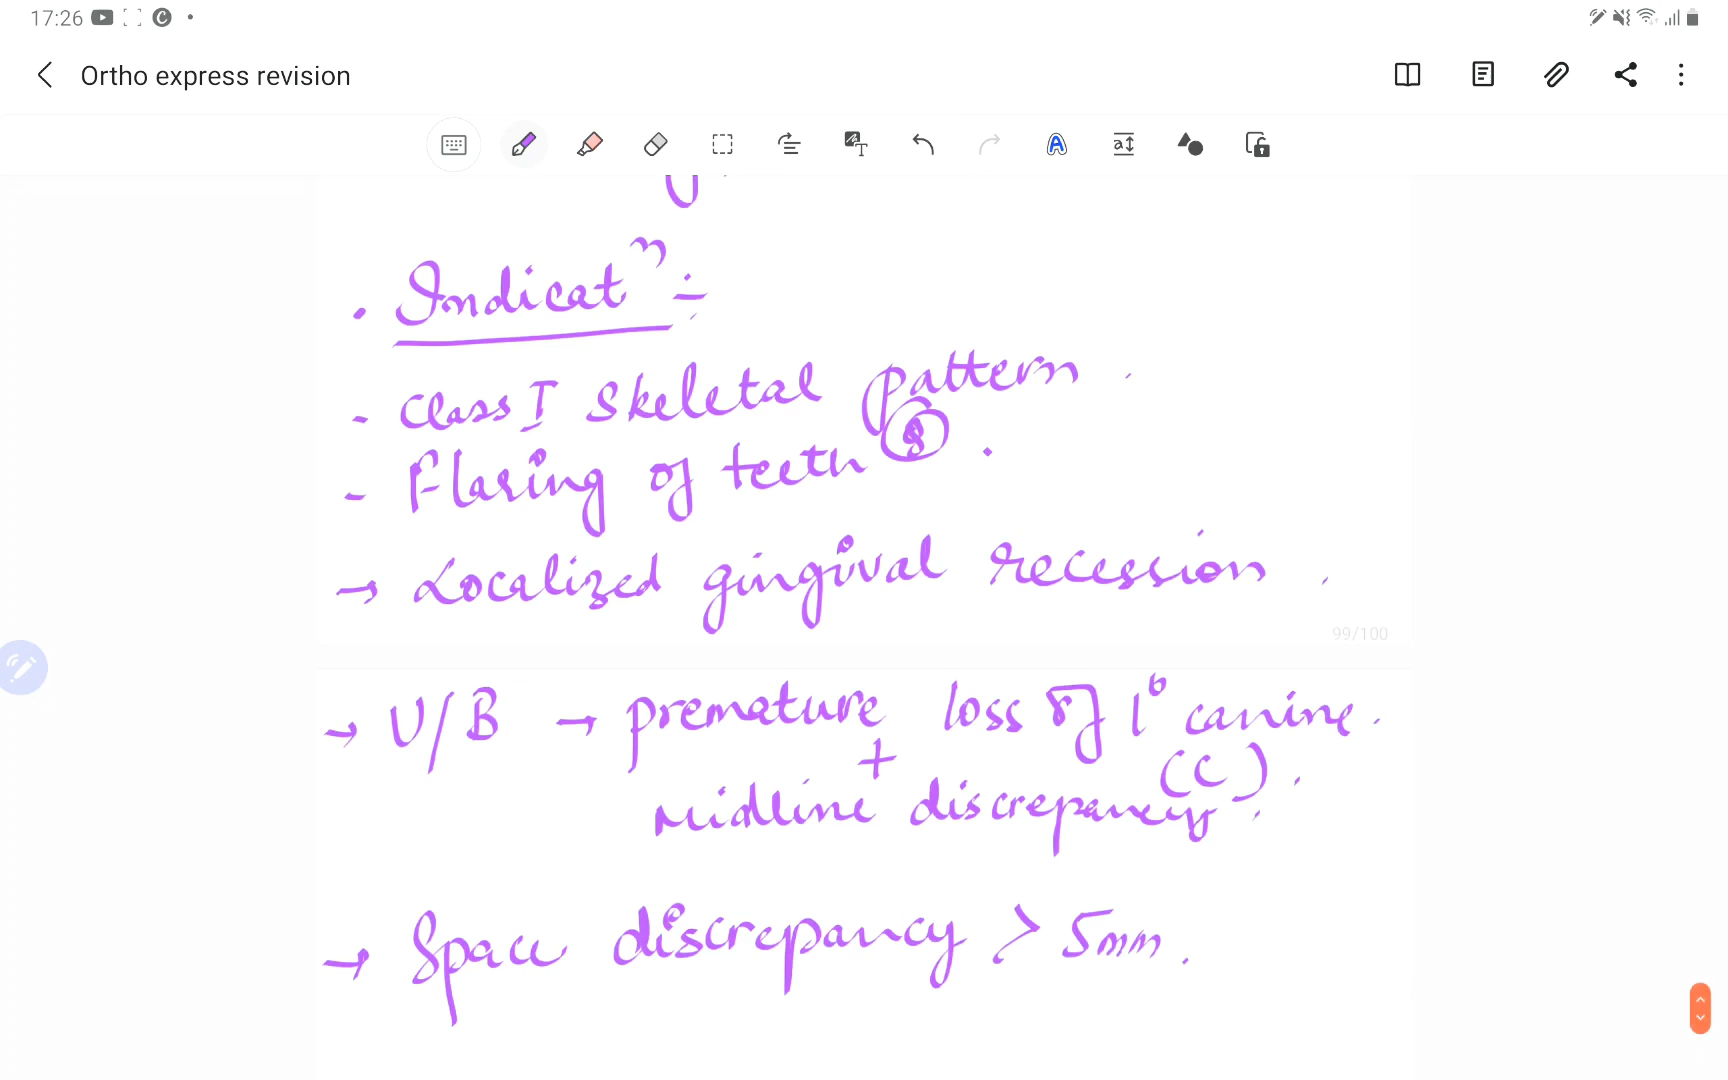 17:26
Ortho express revision
. Indicatⁿ :-
- Class I Skeletal pattern .
- Flaring of teeth .
→ Localized gingival recession .
99/100
→ U/B → premature loss of 1° canine .
+ (C) .
Midline discrepancy .
→ Space discrepancy > 5mm .